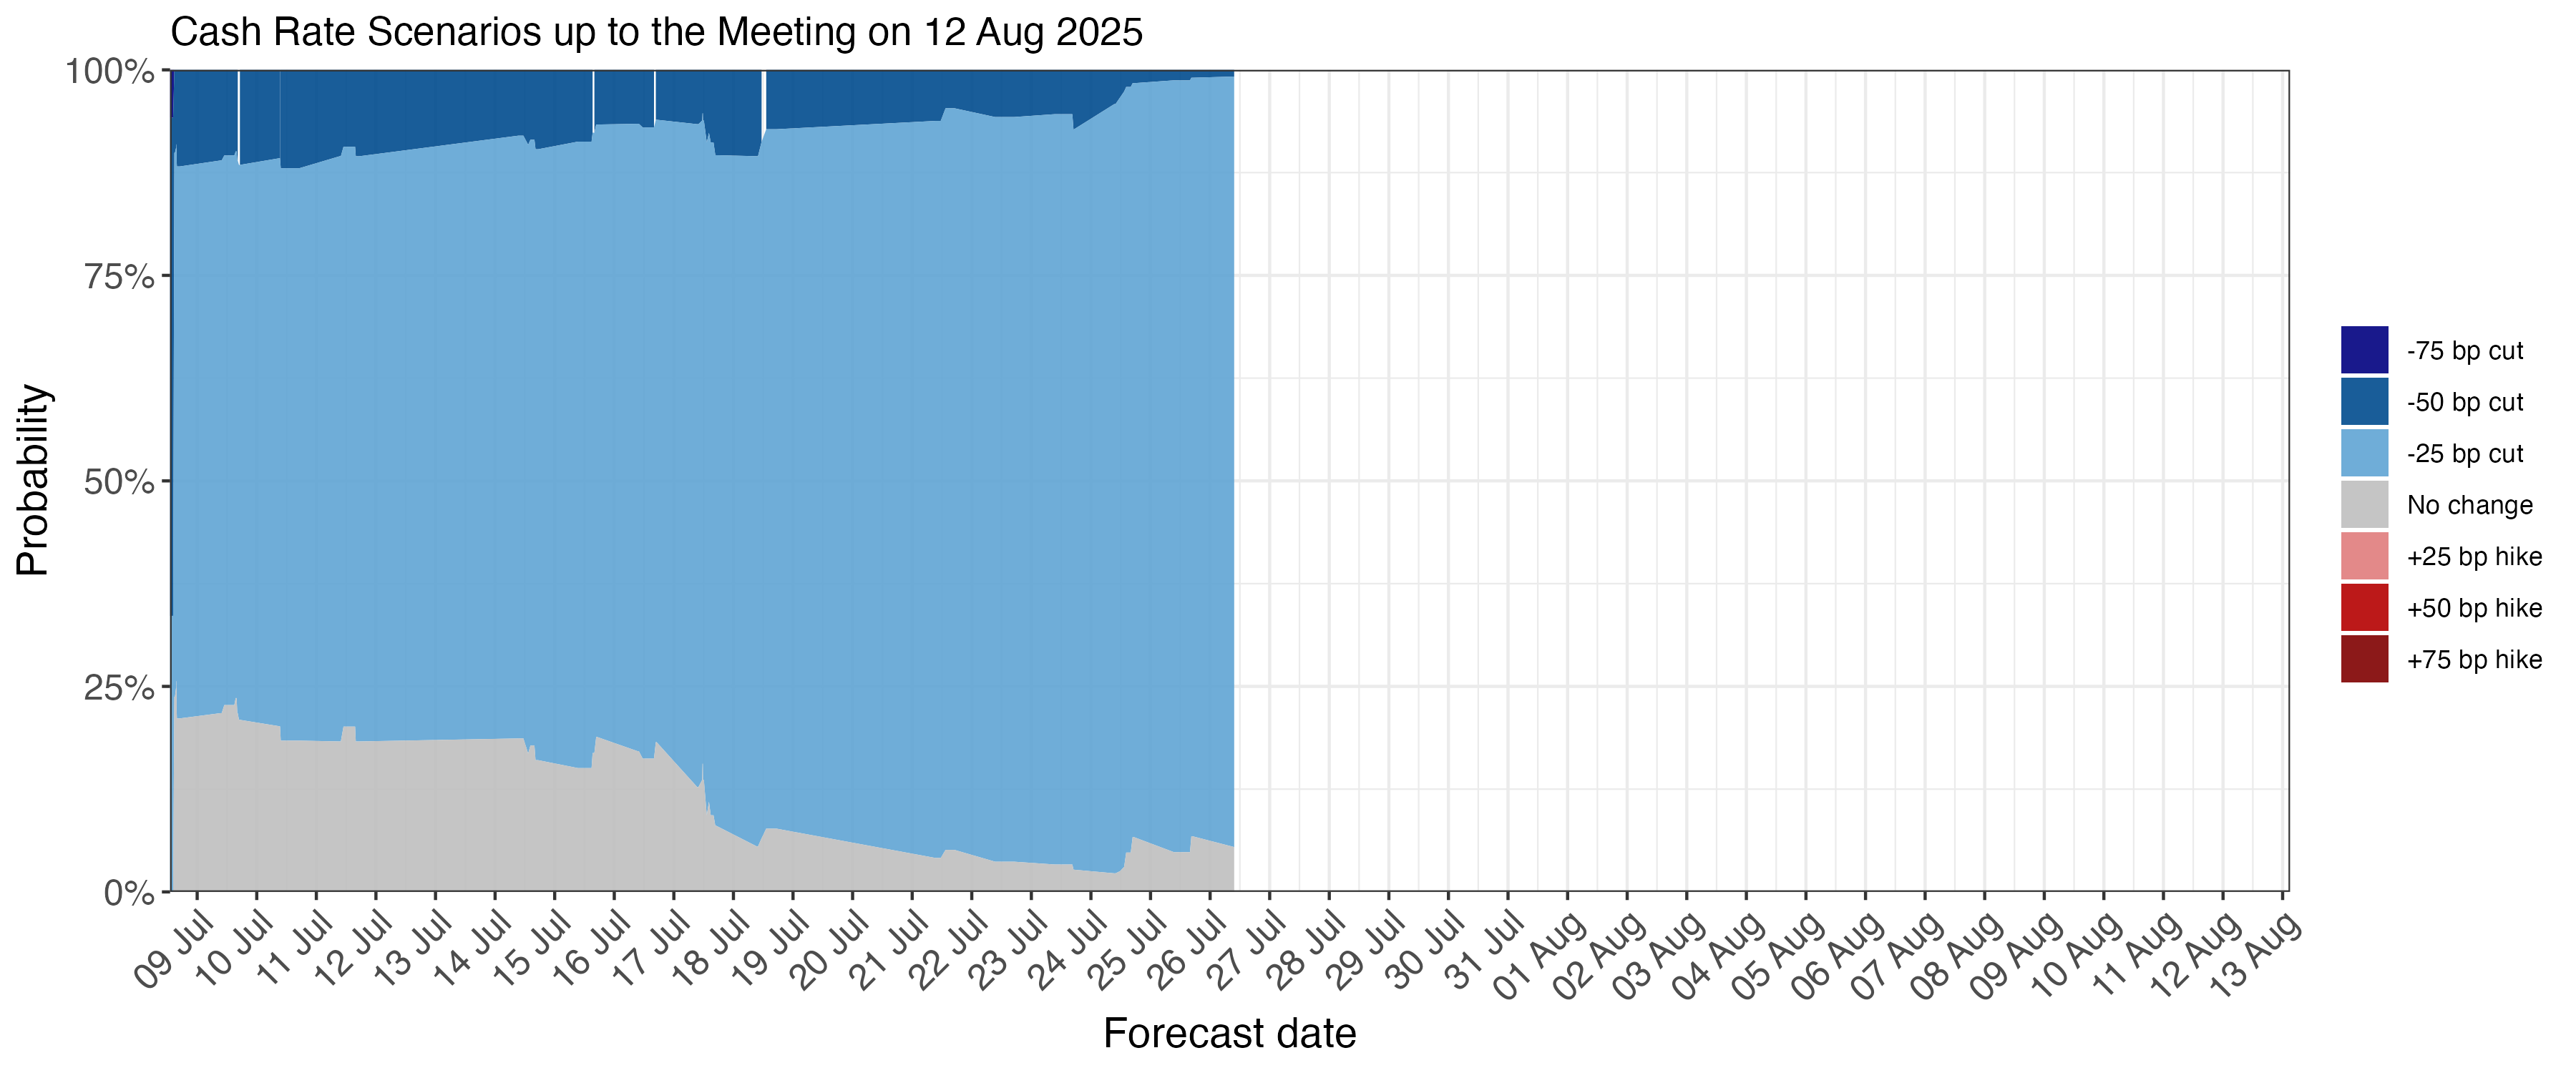 Cash Rate Scenarios up to the Meeting on 12 Aug 2025
100%
75%
50%
25%
0%
Probability
09 Jul
10 Jul
11 Jul
12 Jul
13 Jul
14 Jul
15 Jul
16 Jul
17 Jul
18 Jul
19 Jul
20 Jul
21 Jul
22 Jul
23 Jul
24 Jul
25 Jul
26 Jul
27 Jul
28 Jul
29 Jul
30 Jul
31 Jul
01 Aug
02 Aug
03 Aug
04 Aug
05 Aug
06 Aug
07 Aug
08 Aug
09 Aug
10 Aug
11 Aug
12 Aug
13 Aug
Forecast date
-75 bp cut
-50 bp cut
-25 bp cut
No change
+25 bp hike
+50 bp hike
+75 bp hike